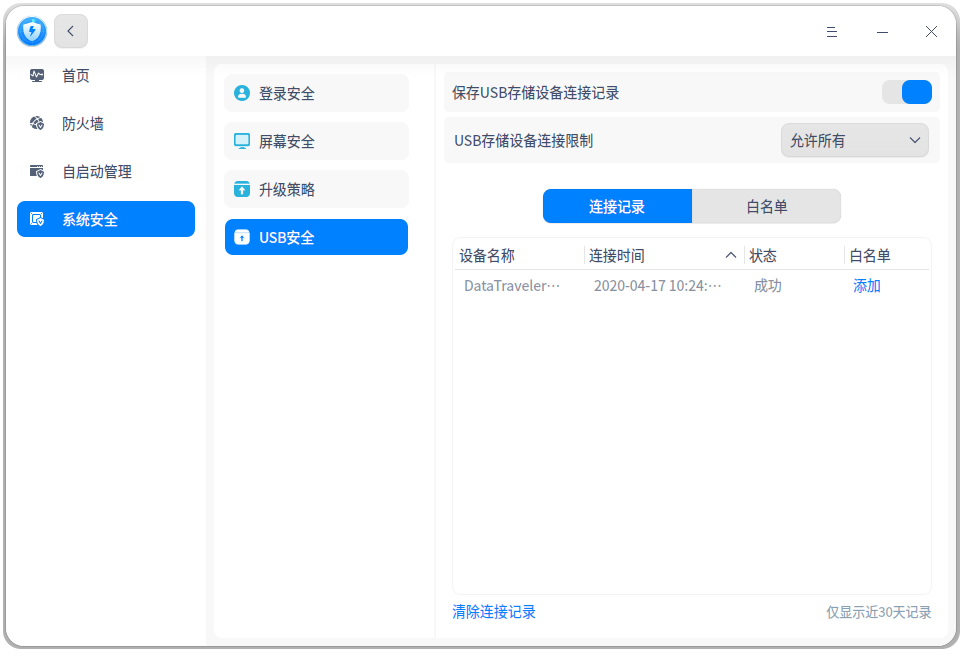 首页
防火墙
自启动管理
系统安全
登录安全
屏幕安全
升级策略
USB安全
保存USB存储设备连接记录
USB存储设备连接限制
允许所有
连接记录
白名单
设备名称 连接时间 状态 白名单
DataTraveler··· 2020-04-17 10:24:··· 成功 添加
清除连接记录
仅显示近30天记录